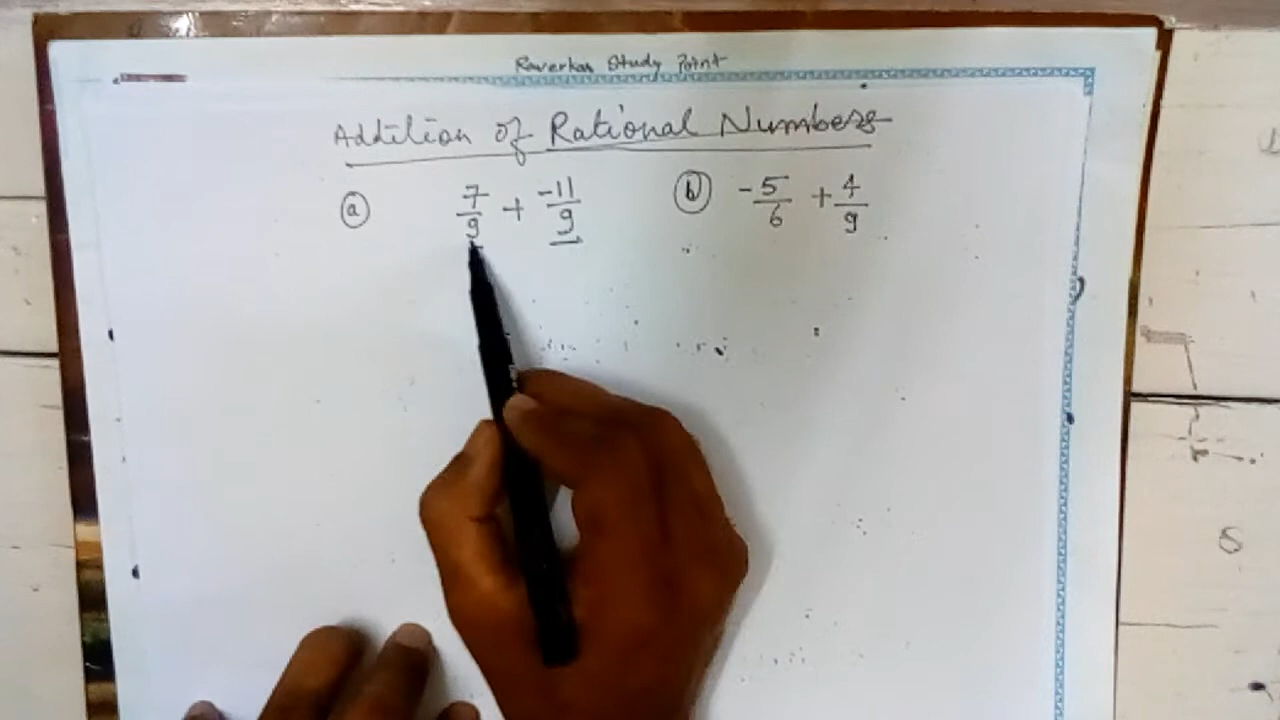 Raverkar Study Point
Addition of Rational Numbers
(a) 7/9 + -11/9 (b) -5/6 + 4/9